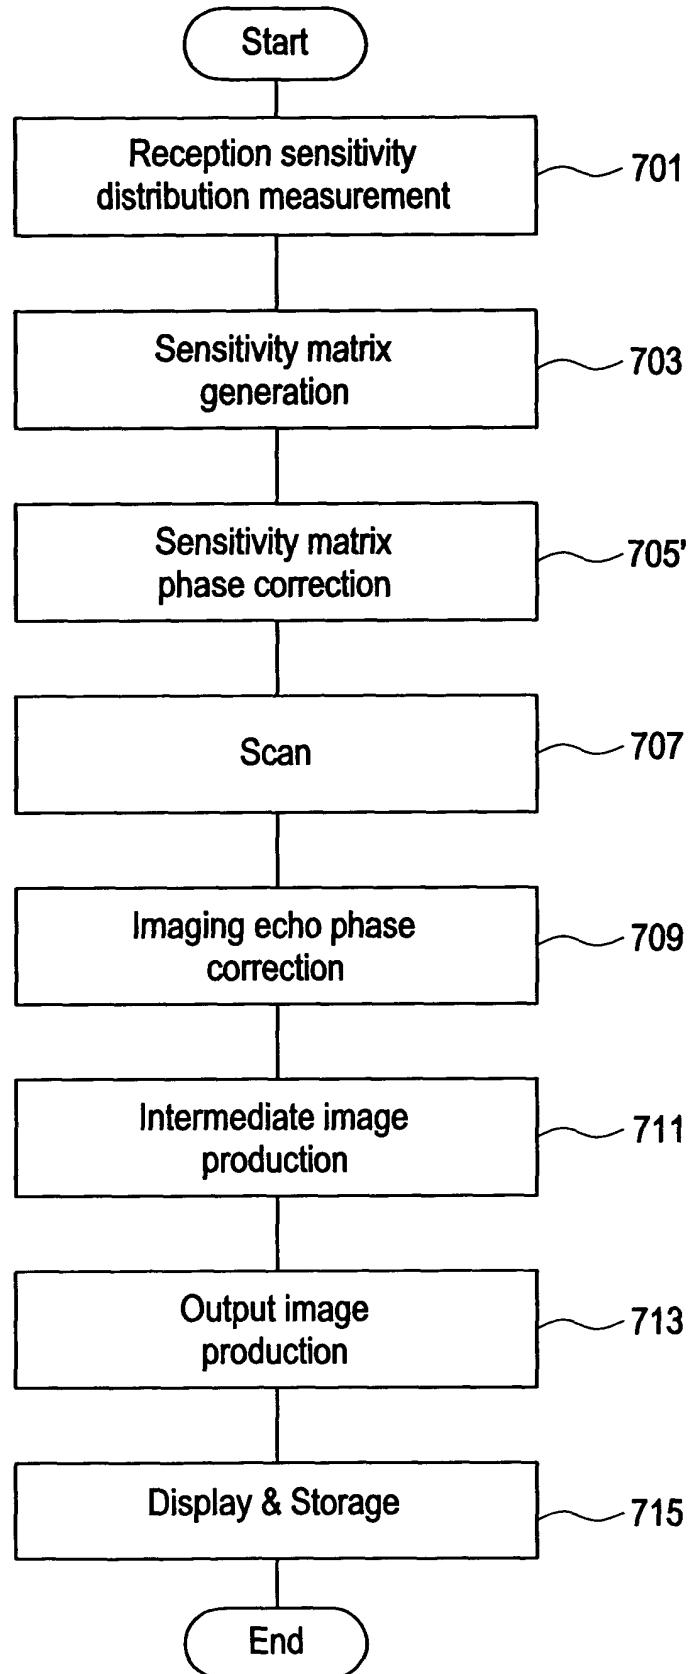 Start
Reception sensitivity
distribution measurement
701
Sensitivity matrix
generation
703
Sensitivity matrix
phase correction
705'
Scan
707
Imaging echo phase
correction
709
Intermediate image
production
711
Output image
production
713
Display & Storage
715
End